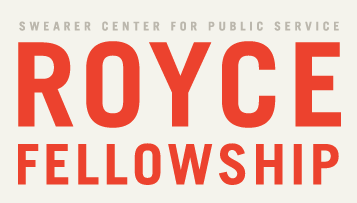 SWEARER CENTER FOR PUBLIC SERVICE
ROYCE
FELLOWSHIP